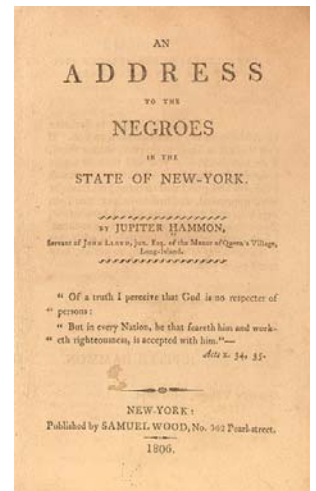 AN
ADDRESS
TO THE
NEGROES
IN THE
STATE OF NEW-YORK.
BY JUPITER HAMMON,
Servant of JOHN LLOYD, Jun. Esq. of the Manor of Queen's Village,
Long-Island.
" Of a truth I perceive that God is no respecter of
" persons:
" But in every Nation, he that feareth him and work-
" eth righteousness, is accepted with him."—
Acts x. 34, 35.
NEW-YORK:
Published by SAMUEL WOOD, No. 362 Pearl-street.
1806.